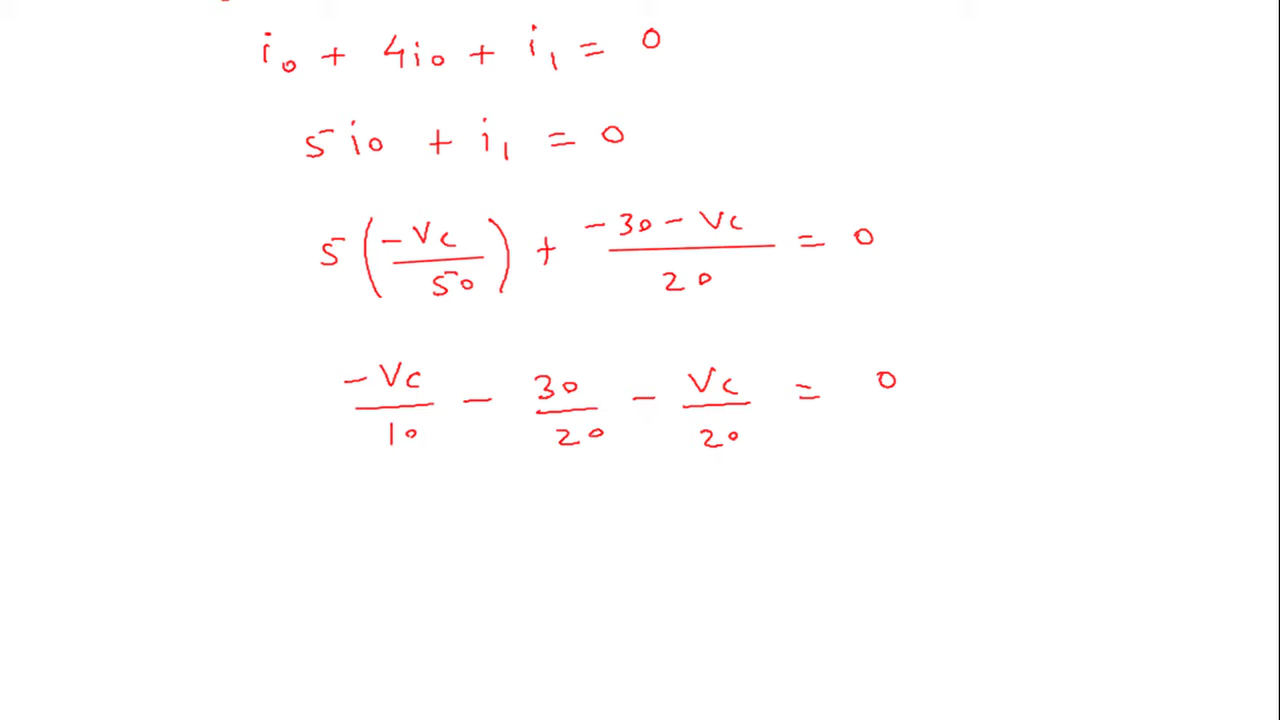 i₀ + 4i₀ + i₁ = 0
5i₀ + i₁ = 0
5(-Vc/50) + -30-Vc/20 = 0
-Vc/10 - 30/20 - Vc/20 = 0